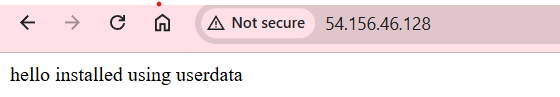 Not secure 54.156.46.128
hello installed using userdata